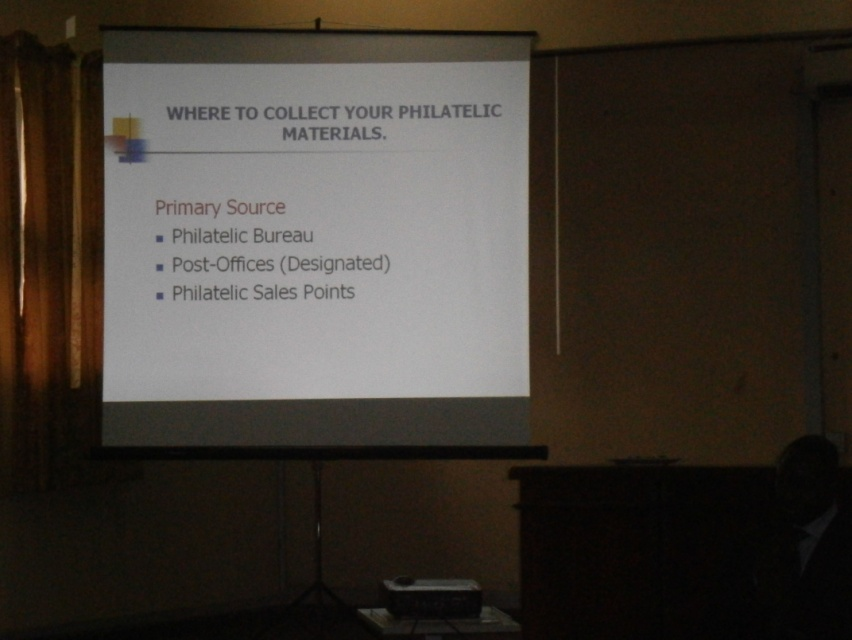 WHERE TO COLLECT YOUR PHILATELIC
MATERIALS.
Primary Source
▪ Philatelic Bureau
▪ Post-Offices (Designated)
▪ Philatelic Sales Points